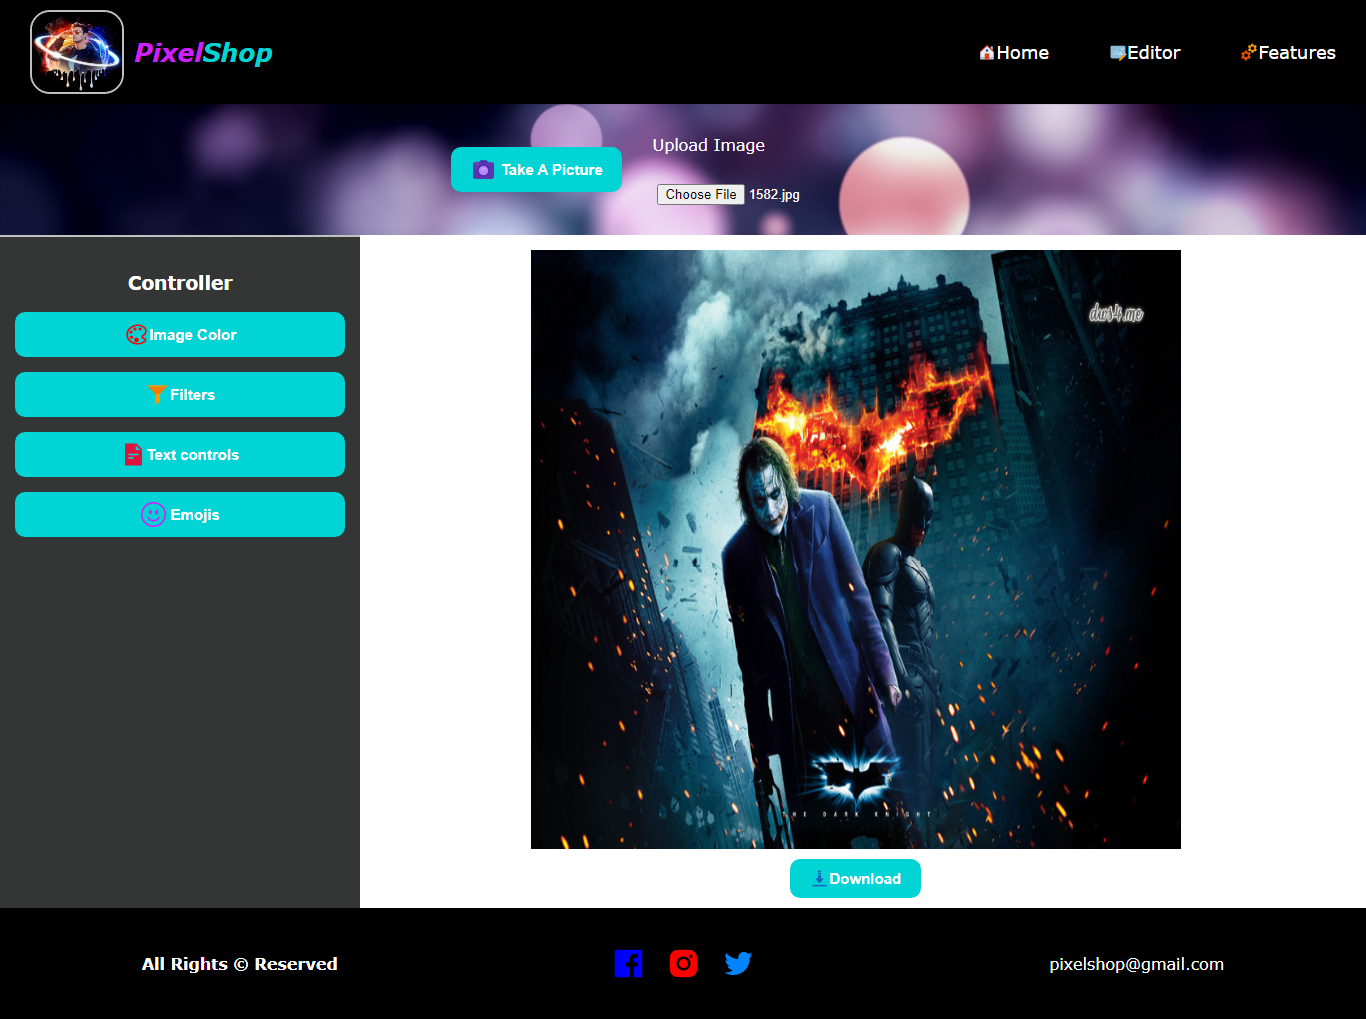 PixelShop
Home
Editor
Features
Take A Picture
Upload Image
Choose File 1582.jpg
Controller
Image Color
Filters
Text controls
Emojis
dws4.me
THE DARK KNIGHT
Download
All Rights © Reserved
pixelshop@gmail.com